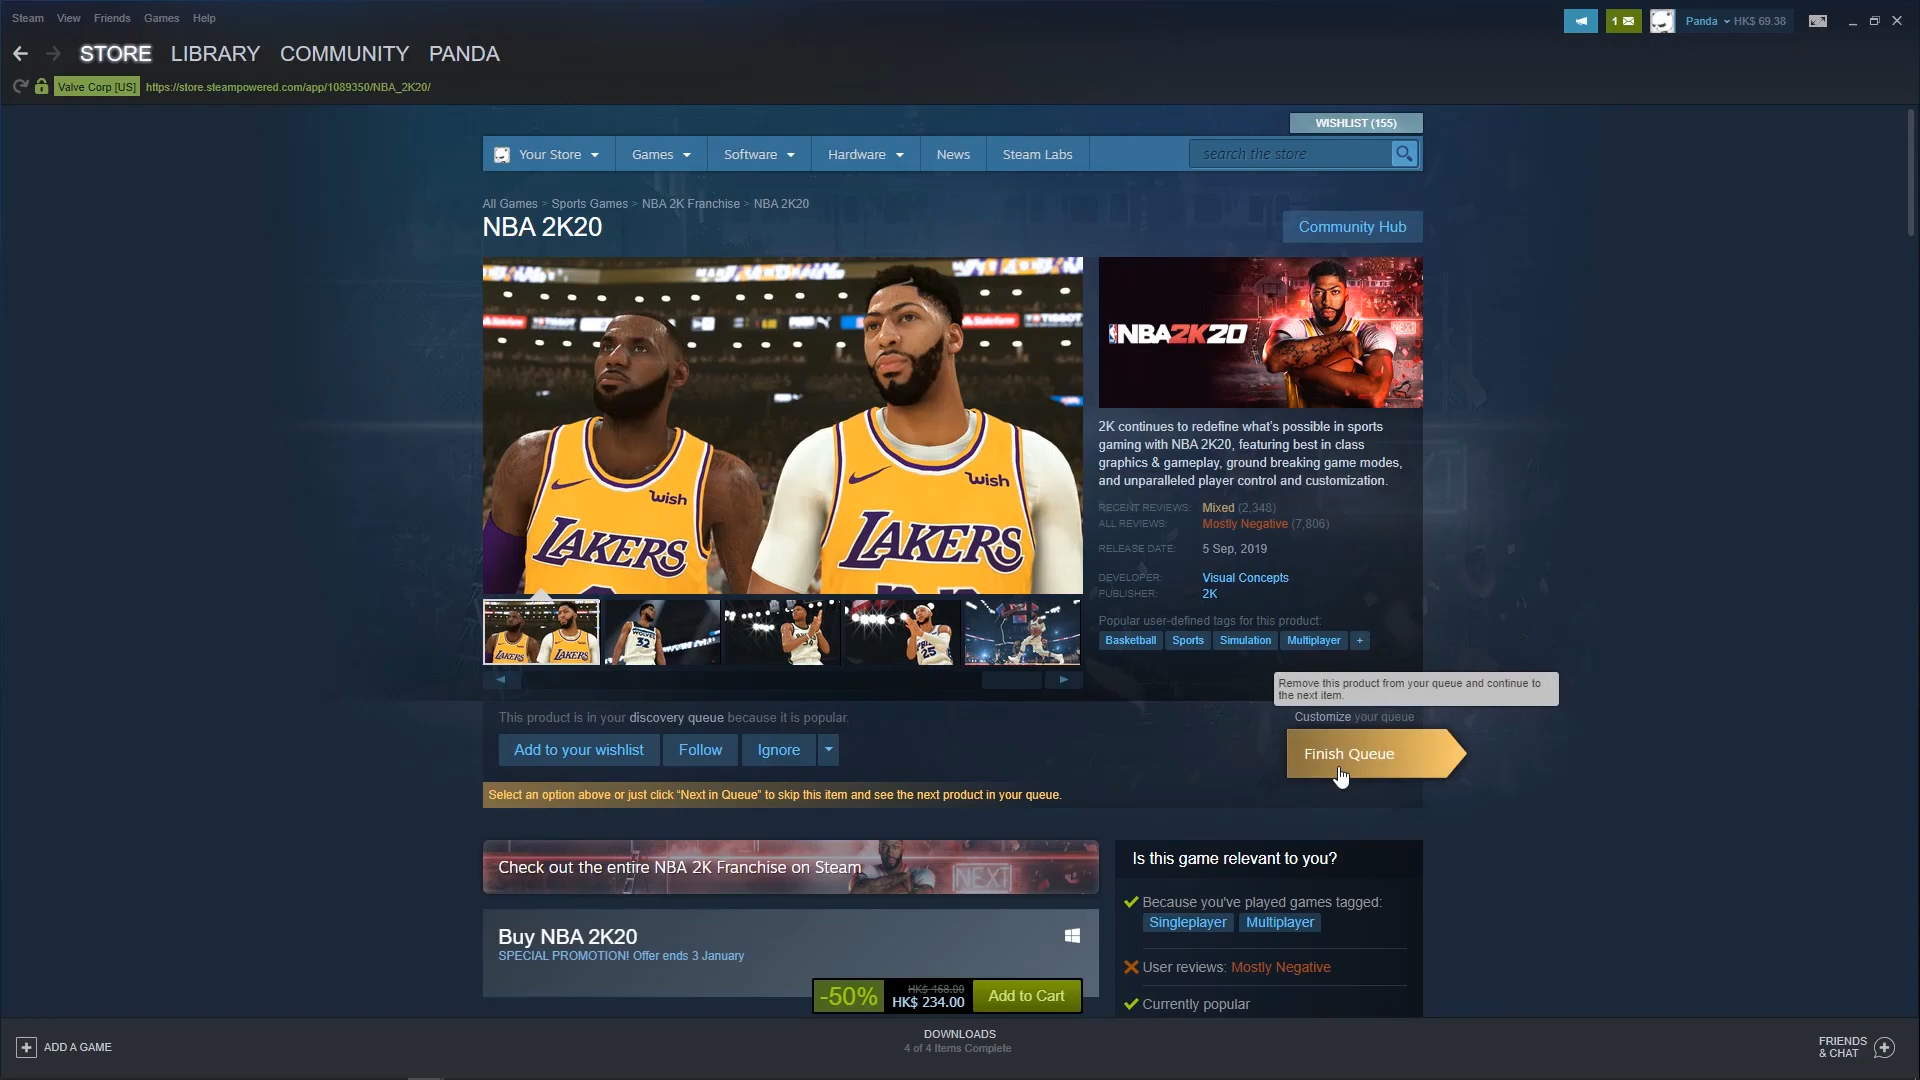 Steam View Friends Games Help
1
Panda HK$ 69.38
STORE LIBRARY COMMUNITY PANDA
Valve Corp [US] https://store.steampowered.com/app/1089350/NBA_2K20/
WISHLIST (155)
Your Store Games Software Hardware News Steam Labs
search the store
All Games > Sports Games > NBA 2K Franchise > NBA 2K20
NBA 2K20
Community Hub
wish
LAKERS
wish
LAKERS
NBA2K20
NEXT
2K continues to redefine what's possible in sports
gaming with NBA 2K20, featuring best in class
graphics & gameplay, ground breaking game modes,
and unparalleled player control and customization.
RECENT REVIEWS: Mixed (2,348)
ALL REVIEWS: Mostly Negative (7,806)
RELEASE DATE: 5 Sep, 2019
DEVELOPER: Visual Concepts
PUBLISHER: 2K
Popular user-defined tags for this product:
Basketball Sports Simulation Multiplayer +
LAKERS LAKERS
32
25
Remove this product from your queue and continue to
the next item.
This product is in your discovery queue because it is popular.
Customize your queue
Add to your wishlist Follow Ignore
Finish Queue
Select an option above or just click "Next in Queue" to skip this item and see the next product in your queue.
Check out the entire NBA 2K Franchise on Steam
NEXT
Is this game relevant to you?
Because you've played games tagged:
Singleplayer Multiplayer
User reviews: Mostly Negative
Currently popular
Buy NBA 2K20
SPECIAL PROMOTION! Offer ends 3 January
-50% HK$ 468.00 HK$ 234.00 Add to Cart
ADD A GAME
DOWNLOADS
4 of 4 Items Complete
FRIENDS
& CHAT